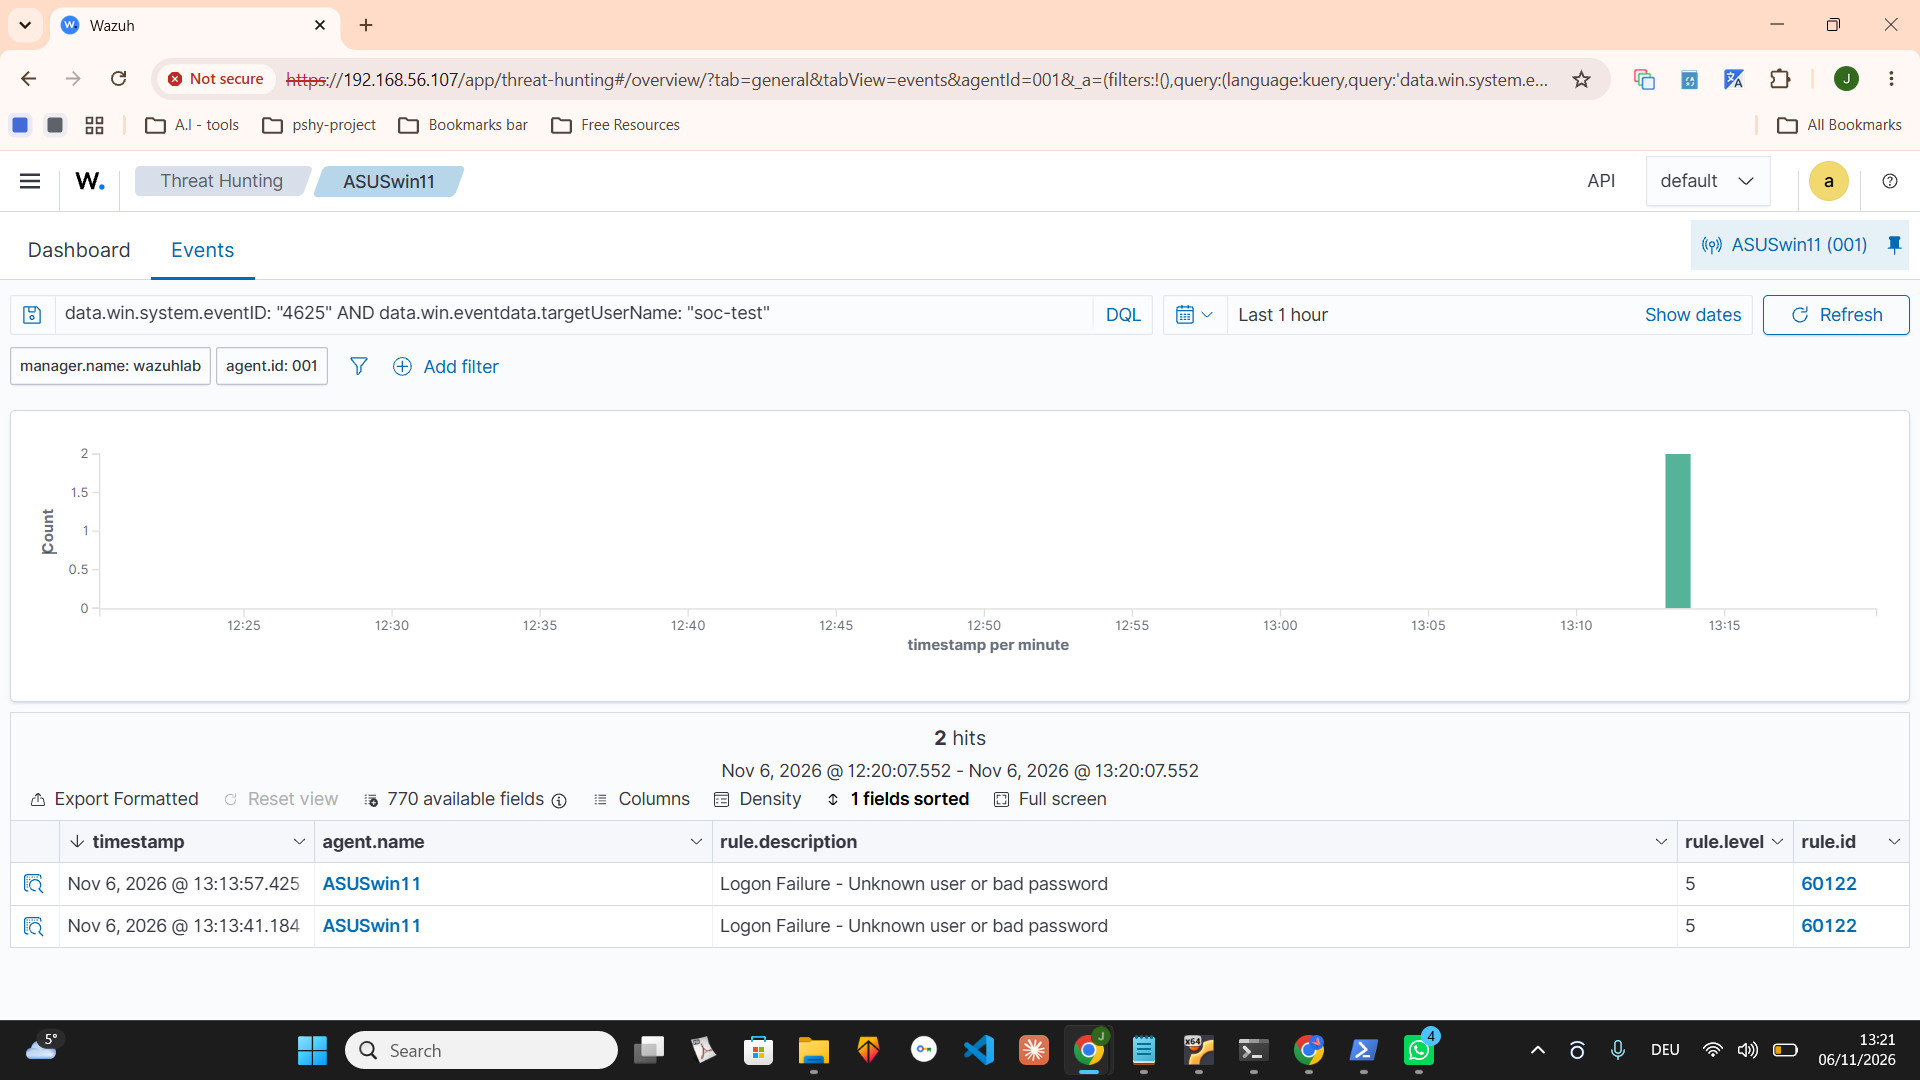 Wazuh
Not secure
https://192.168.56.107/app/threat-hunting#/overview/?tab=general&tabView=events&agentId=001&_a=(filters:!(),query:(language:kuery,query:'data.win.system.e...
J
A.I - tools
pshy-project
Bookmarks bar
Free Resources
All Bookmarks
W.
Threat Hunting
ASUSwin11
API
default
a
Dashboard
Events
ASUSwin11 (001)
data.win.system.eventID: "4625" AND data.win.eventdata.targetUserName: "soc-test"
DQL
Last 1 hour
Show dates
Refresh
manager.name: wazuhlab
agent.id: 001
Add filter
2
1.5
1
0.5
0
Count
12:25
12:30
12:35
12:40
12:45
12:50
12:55
13:00
13:05
13:10
13:15
timestamp per minute
2 hits
Nov 6, 2026 @ 12:20:07.552 - Nov 6, 2026 @ 13:20:07.552
Export Formatted
Reset view
770 available fields
Columns
Density
1 fields sorted
Full screen
timestamp
agent.name
rule.description
rule.level
rule.id
Nov 6, 2026 @ 13:13:57.425
ASUSwin11
Logon Failure - Unknown user or bad password
5
60122
Nov 6, 2026 @ 13:13:41.184
ASUSwin11
Logon Failure - Unknown user or bad password
5
60122
5°
Search
J
x64
4
DEU
13:21
06/11/2026